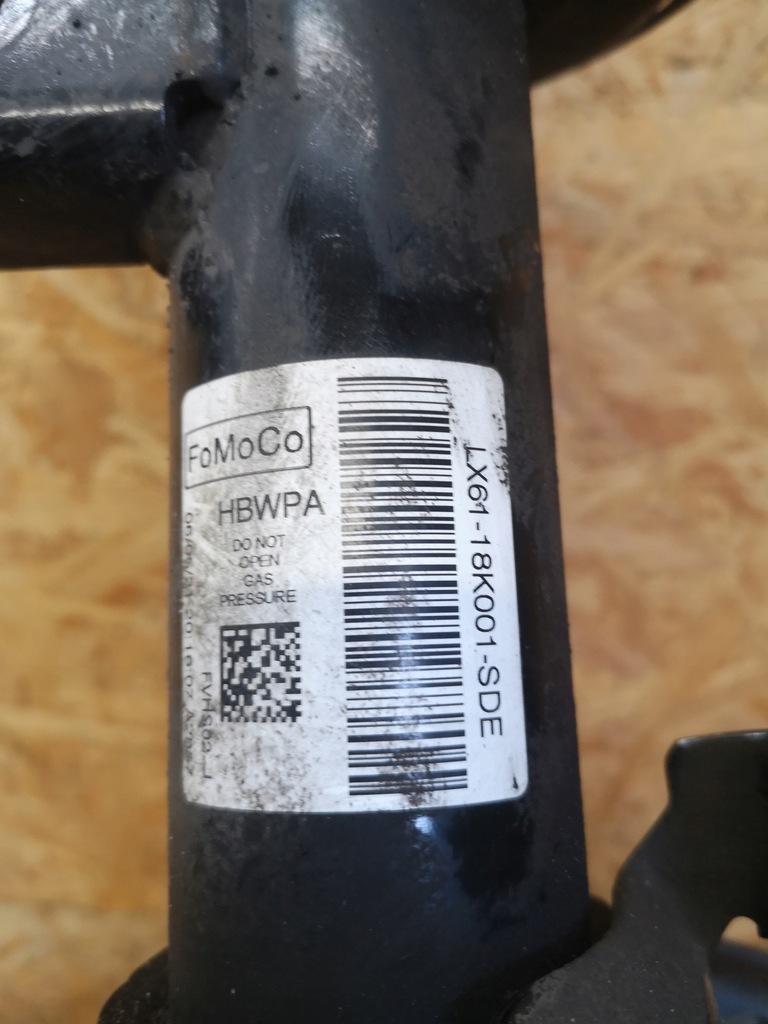 FoMoCo
HBWPA
DO NOT
OPEN
GAS
PRESSURE
LX61-18K001-SDE